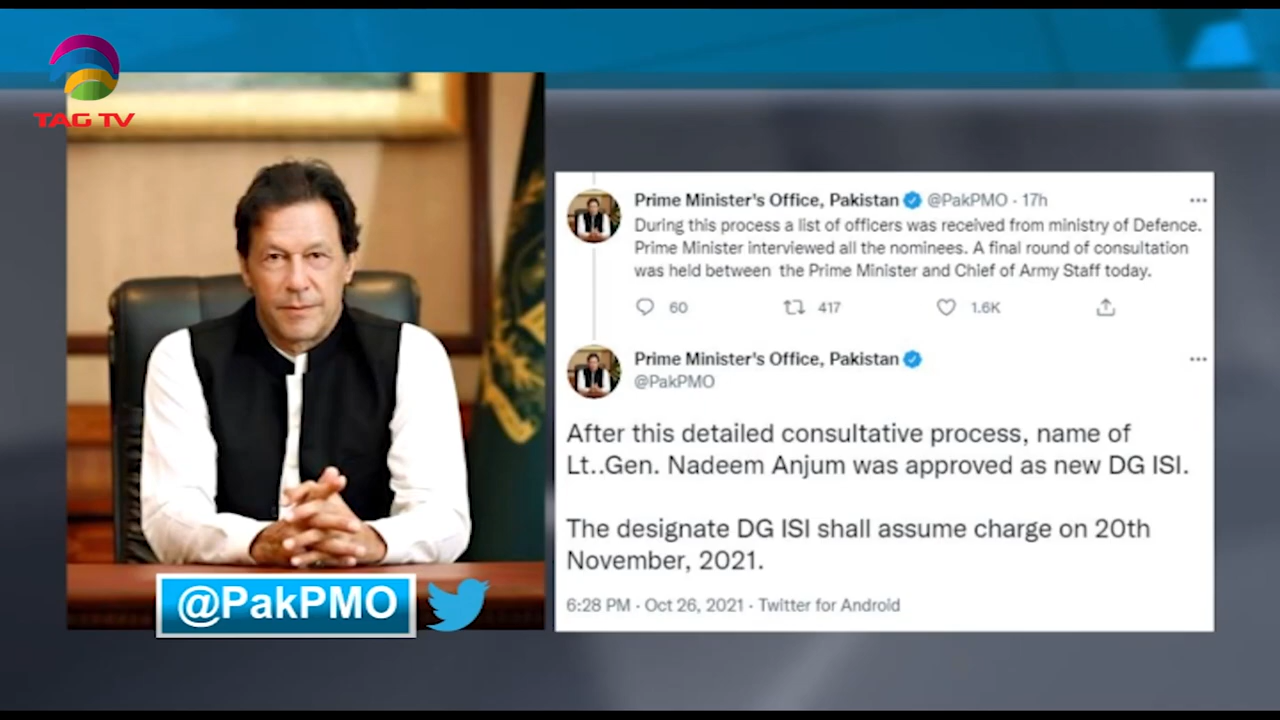 TAG TV
Prime Minister's Office, Pakistan @PakPMO · 17h
During this process a list of officers was received from ministry of Defence.
Prime Minister interviewed all the nominees. A final round of consultation
was held between the Prime Minister and Chief of Army Staff today.
60 417 1.6K
Prime Minister's Office, Pakistan
@PakPMO
After this detailed consultative process, name of
Lt..Gen. Nadeem Anjum was approved as new DG ISI.
The designate DG ISI shall assume charge on 20th
November, 2021.
6:28 PM · Oct 26, 2021 · Twitter for Android
@PakPMO